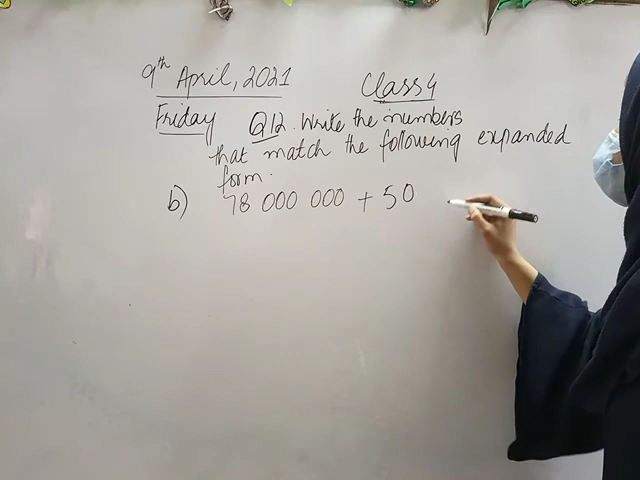 9th April, 2021 Class 4
Friday Q12. Write the numbers
that match the following expanded
form.
b) 78 000 000 + 50